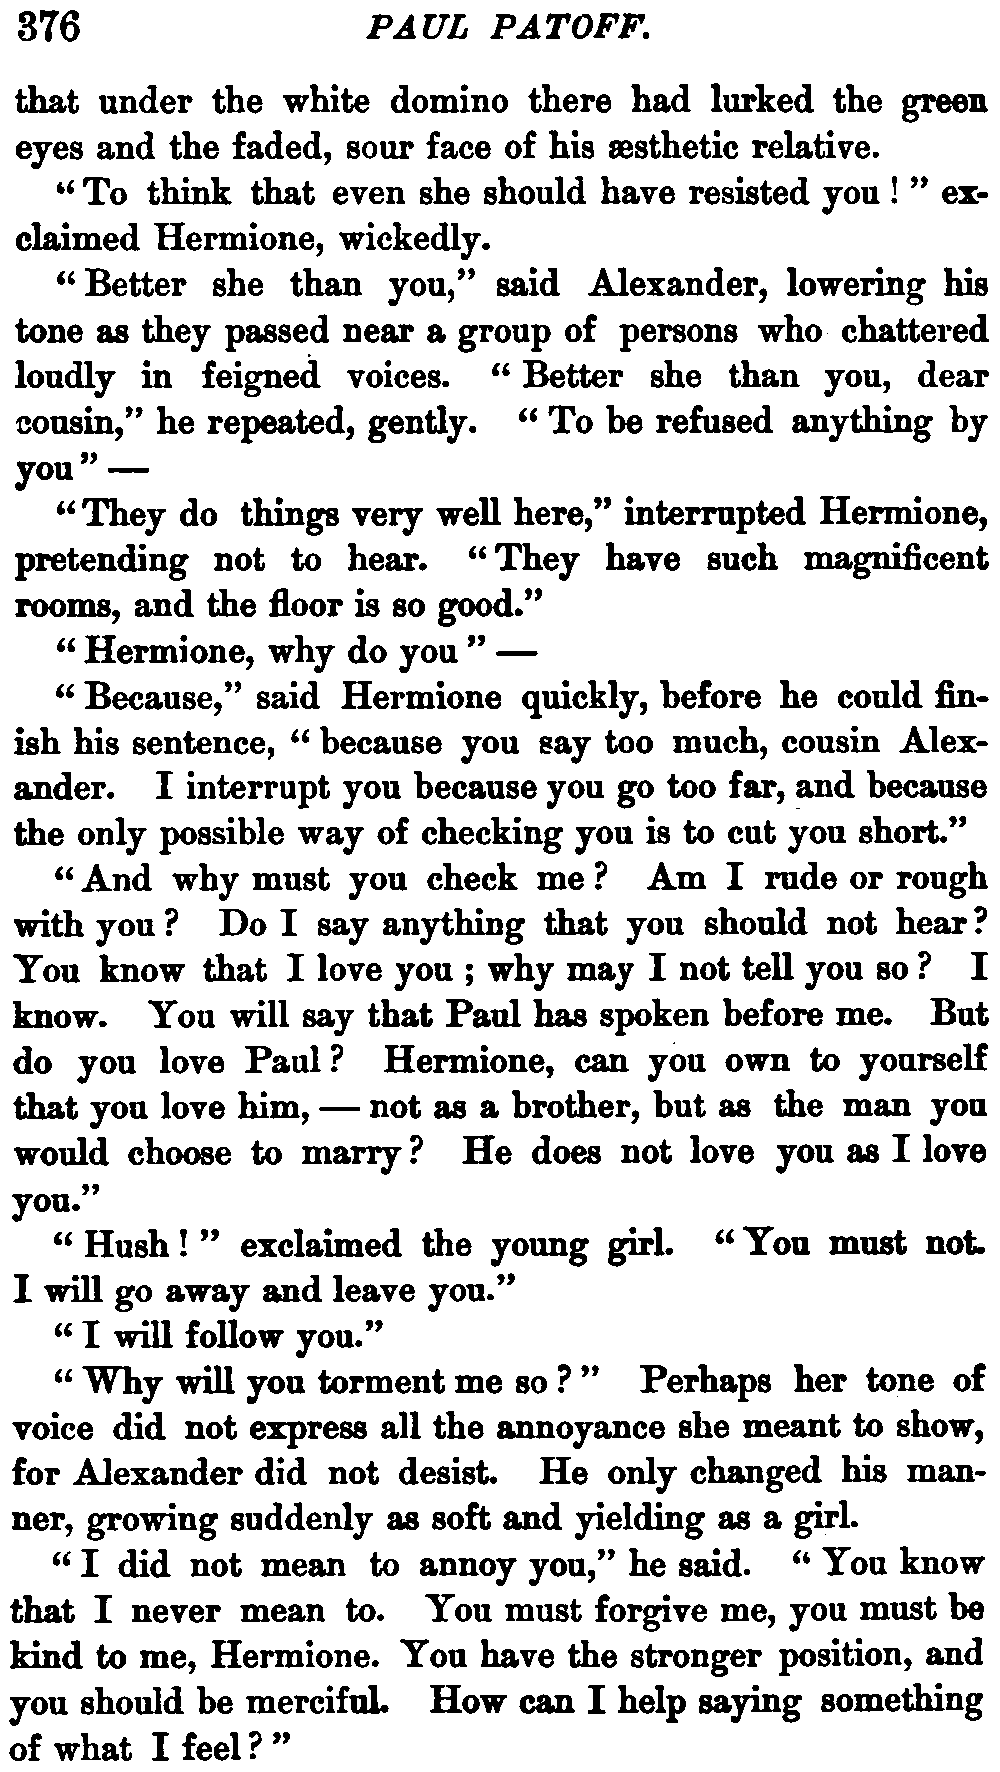 376 PAUL PATOFF.
that under the white domino there had lurked the green
eyes and the faded, sour face of his æsthetic relative.
“To think that even she should have resisted you!” ex-
claimed Hermione, wickedly.
“Better she than you,” said Alexander, lowering his
tone as they passed near a group of persons who chattered
loudly in feigned voices. “Better she than you, dear
cousin,” he repeated, gently. “To be refused anything by
you” —
“They do things very well here,” interrupted Hermione,
pretending not to hear. “They have such magnificent
rooms, and the floor is so good.”
“Hermione, why do you” —
“Because,” said Hermione quickly, before he could fin-
ish his sentence, “because you say too much, cousin Alex-
ander. I interrupt you because you go too far, and because
the only possible way of checking you is to cut you short.”
“And why must you check me? Am I rude or rough
with you? Do I say anything that you should not hear?
You know that I love you; why may I not tell you so? I
know. You will say that Paul has spoken before me. But
do you love Paul? Hermione, can you own to yourself
that you love him, — not as a brother, but as the man you
would choose to marry? He does not love you as I love
you.”
“Hush!” exclaimed the young girl. “You must not.
I will go away and leave you.”
“I will follow you.”
“Why will you torment me so?” Perhaps her tone of
voice did not express all the annoyance she meant to show,
for Alexander did not desist. He only changed his man-
ner, growing suddenly as soft and yielding as a girl.
“I did not mean to annoy you,” he said. “You know
that I never mean to. You must forgive me, you must be
kind to me, Hermione. You have the stronger position, and
you should be merciful. How can I help saying something
of what I feel?”